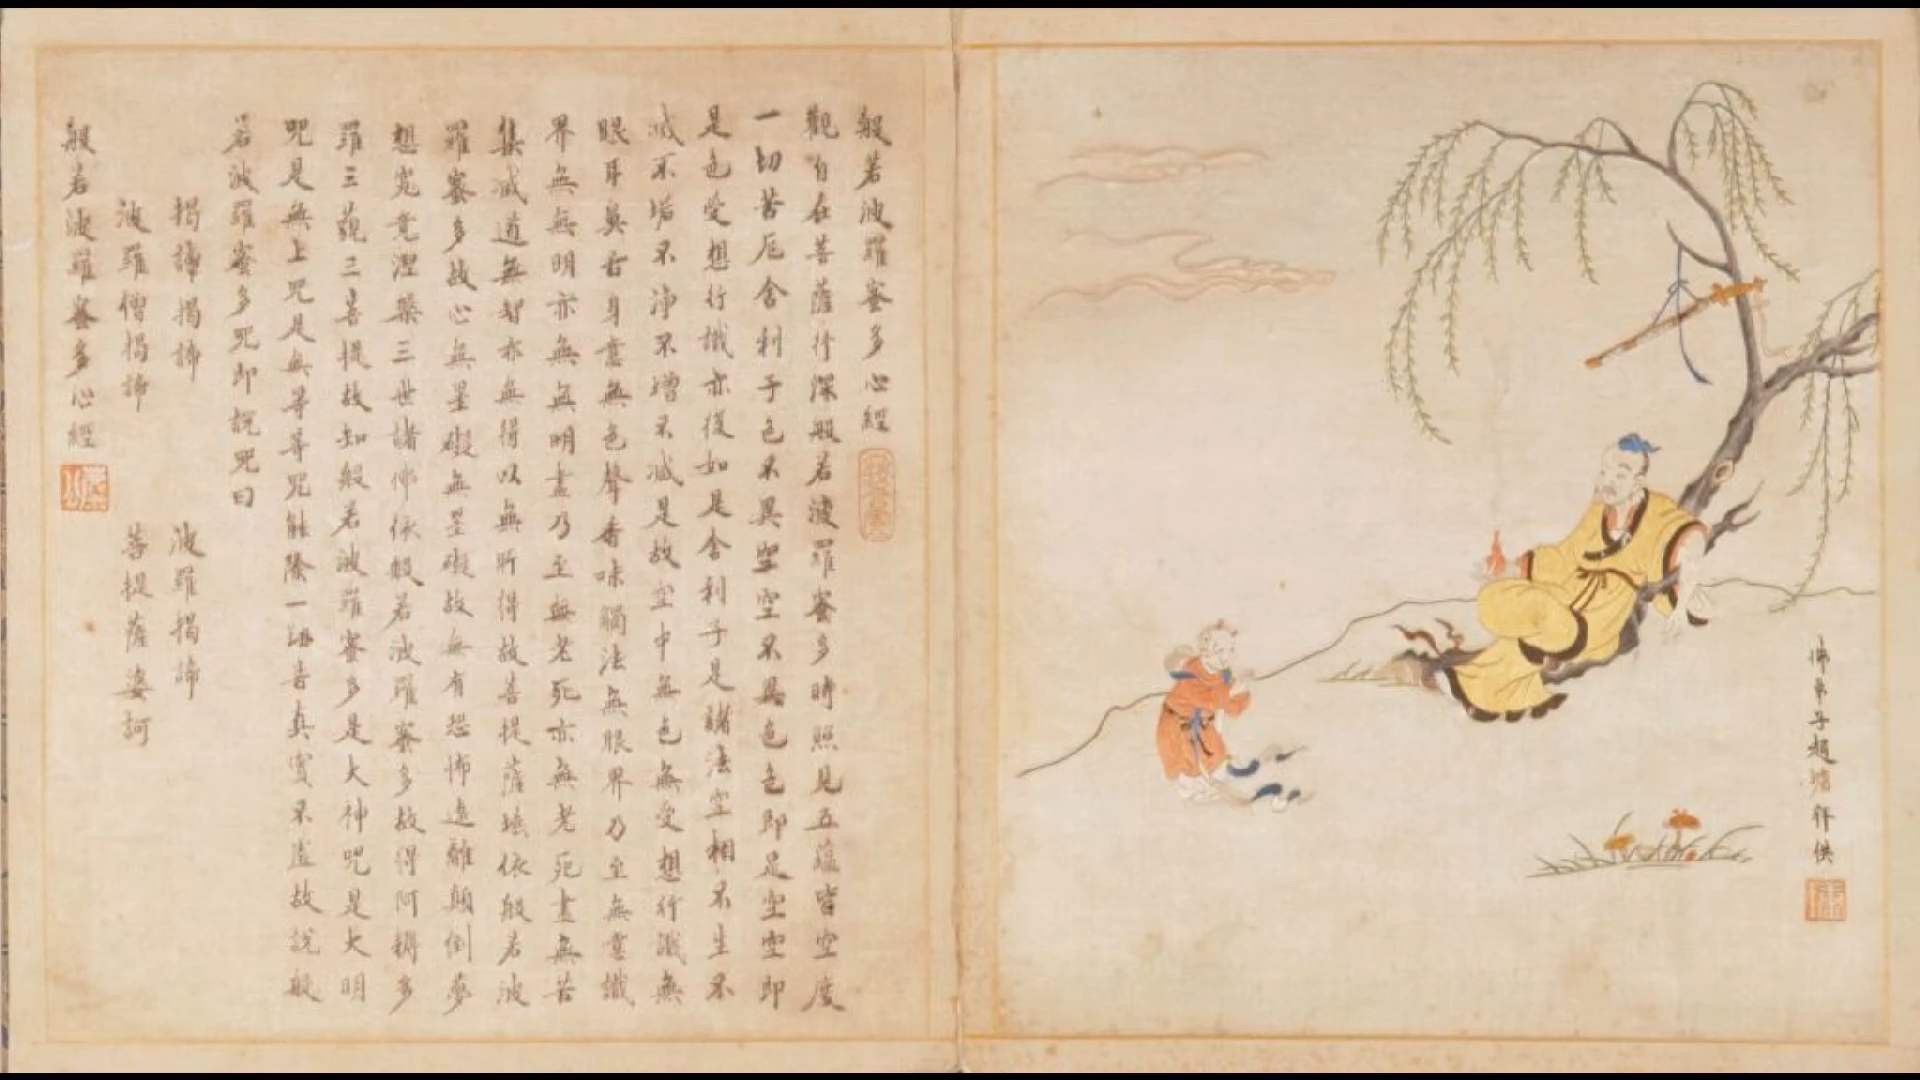 佛弟子趙拜供
般若波羅蜜多心經
觀自在菩薩行深般若波羅蜜多時照見五蘊皆空度
一切苦厄舍利子色不異空空不異色色即是空空即
是色受想行識亦復如是舍利子是諸法空相不生不
滅不垢不淨不增不減是故空中無色無受想行識無
眼耳鼻舌身意無色聲香味觸法無眼界乃至無意識
界無無明亦無無明盡乃至無老死亦無老死盡無苦
集滅道無智亦無得以無所得故菩提薩埵依般若波
羅蜜多故心無罣礙無罣礙故無有恐怖遠離顛倒夢
想究竟涅槃三世諸佛依般若波羅蜜多故得阿耨多
羅三藐三菩提故知般若波羅蜜多是大神呪是大明
呪是無上呪是無等等呪能除一切苦真實不虛故說般
若波羅蜜多呪即說呪曰
揭諦揭諦 波羅揭諦
波羅僧揭諦 菩提薩婆訶
般若波羅蜜多心經